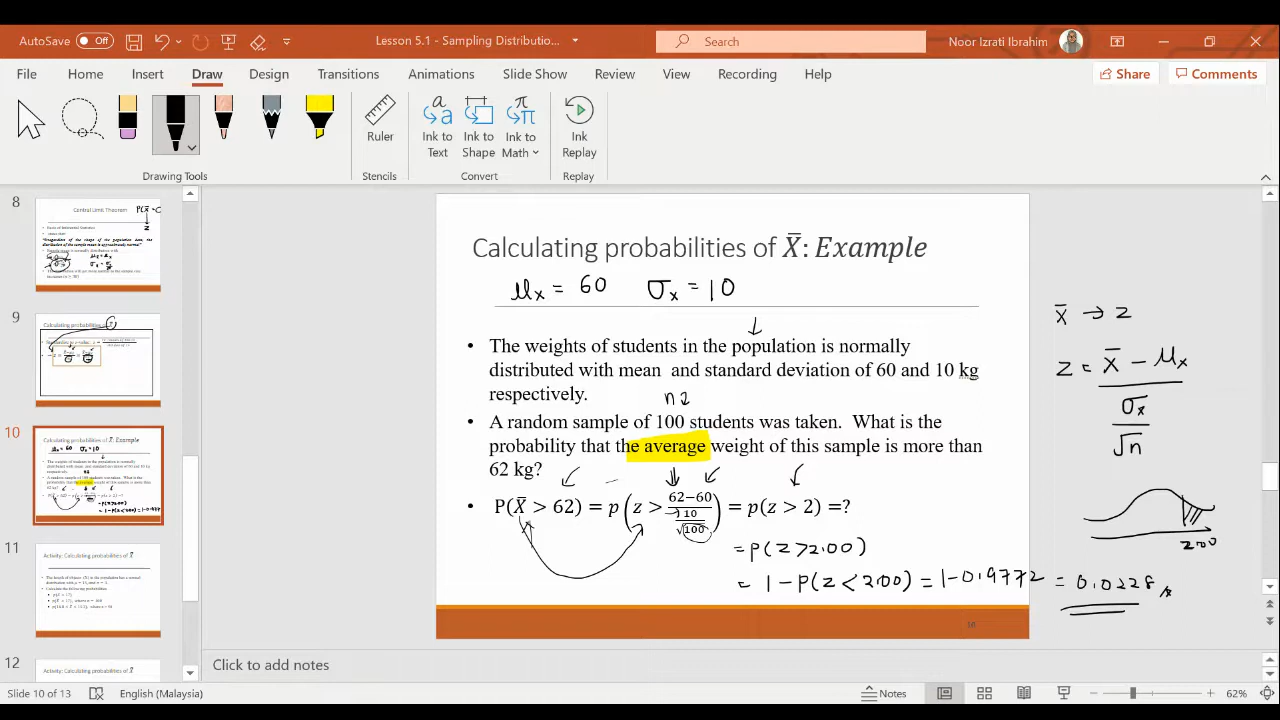 AutoSave Off Lesson 5.1 - Sampling Distributio... Search Noor Izrati Ibrahim
File Home Insert Draw Design Transitions Animations Slide Show Review View Recording Help Share Comments
Ruler
Ink to Text
Ink to Shape
Ink to Math
Ink Replay
Drawing Tools Stencils Convert Replay
8
Central Limit Theorem
9
Calculating probabilities of
10
Calculating probabilities of X̄: Example
11
Activity: Calculating probabilities of X̄
12
Activity: Calculating probabilities of X̄
Calculating probabilities of X̄: Example
μx = 60 σx = 10
• The weights of students in the population is normally
distributed with mean and standard deviation of 60 and 10 kg
respectively.
• A random sample of 100 students was taken. What is the
probability that the average weight of this sample is more than
62 kg?
• P(X̄ > 62) = p(z > (62−60)/(10/√100)) = p(z > 2) =?
= P(Z>2.00)
= 1 - P(Z < 2.00) = 1-0.9772 = 0.0228
X̄ → Z
Z = (X̄ - μx)/(σx/√n)
2.00
Click to add notes
Slide 10 of 13 English (Malaysia) Notes 62%